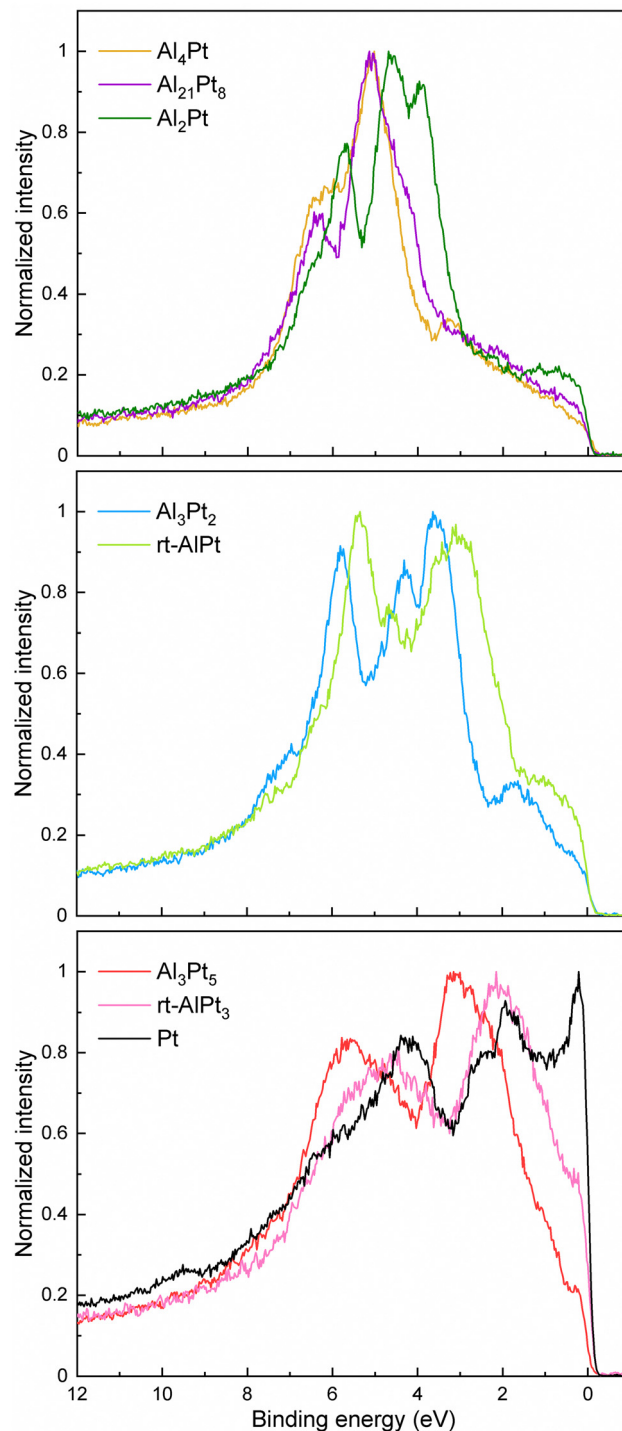 1
Al₄Pt
Al₂₁Pt₈
Al₂Pt
0.8
0.6
0.4
0.2
0
Normalized intensity
1
Al₃Pt₂
rt-AlPt
0.8
0.6
0.4
0.2
0
Normalized intensity
1
Al₃Pt₅
rt-AlPt₃
Pt
0.8
0.6
0.4
0.2
0
Normalized intensity
12 10 8 6 4 2 0
Binding energy (eV)